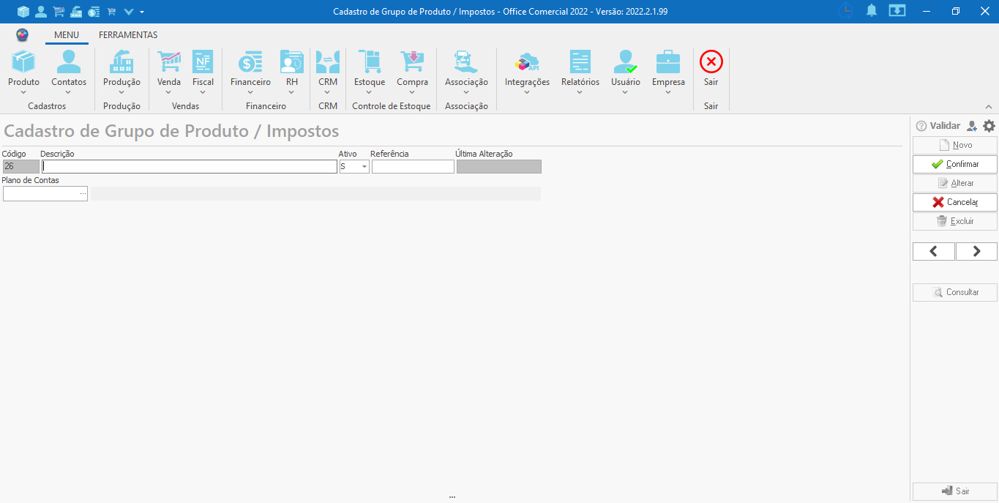 Cadastro de Grupo de Produto / Impostos - Office Comercial 2022 - Versão: 2022.2.1.99
MENU FERRAMENTAS
NF API
Produto Contatos Produção Venda Fiscal Financeiro RH CRM Estoque Compra Associação Integrações Relatórios Usuário Empresa Sair
Cadastros Produção Vendas Financeiro CRM Controle de Estoque Associação Sair
Cadastro de Grupo de Produto / Impostos
Código Descrição Ativo Referência Última Alteração
26 S
Plano de Contas
...
Validar
Novo
Confirmar
Alterar
Cancelar
Excluir
Consultar
Sair
...